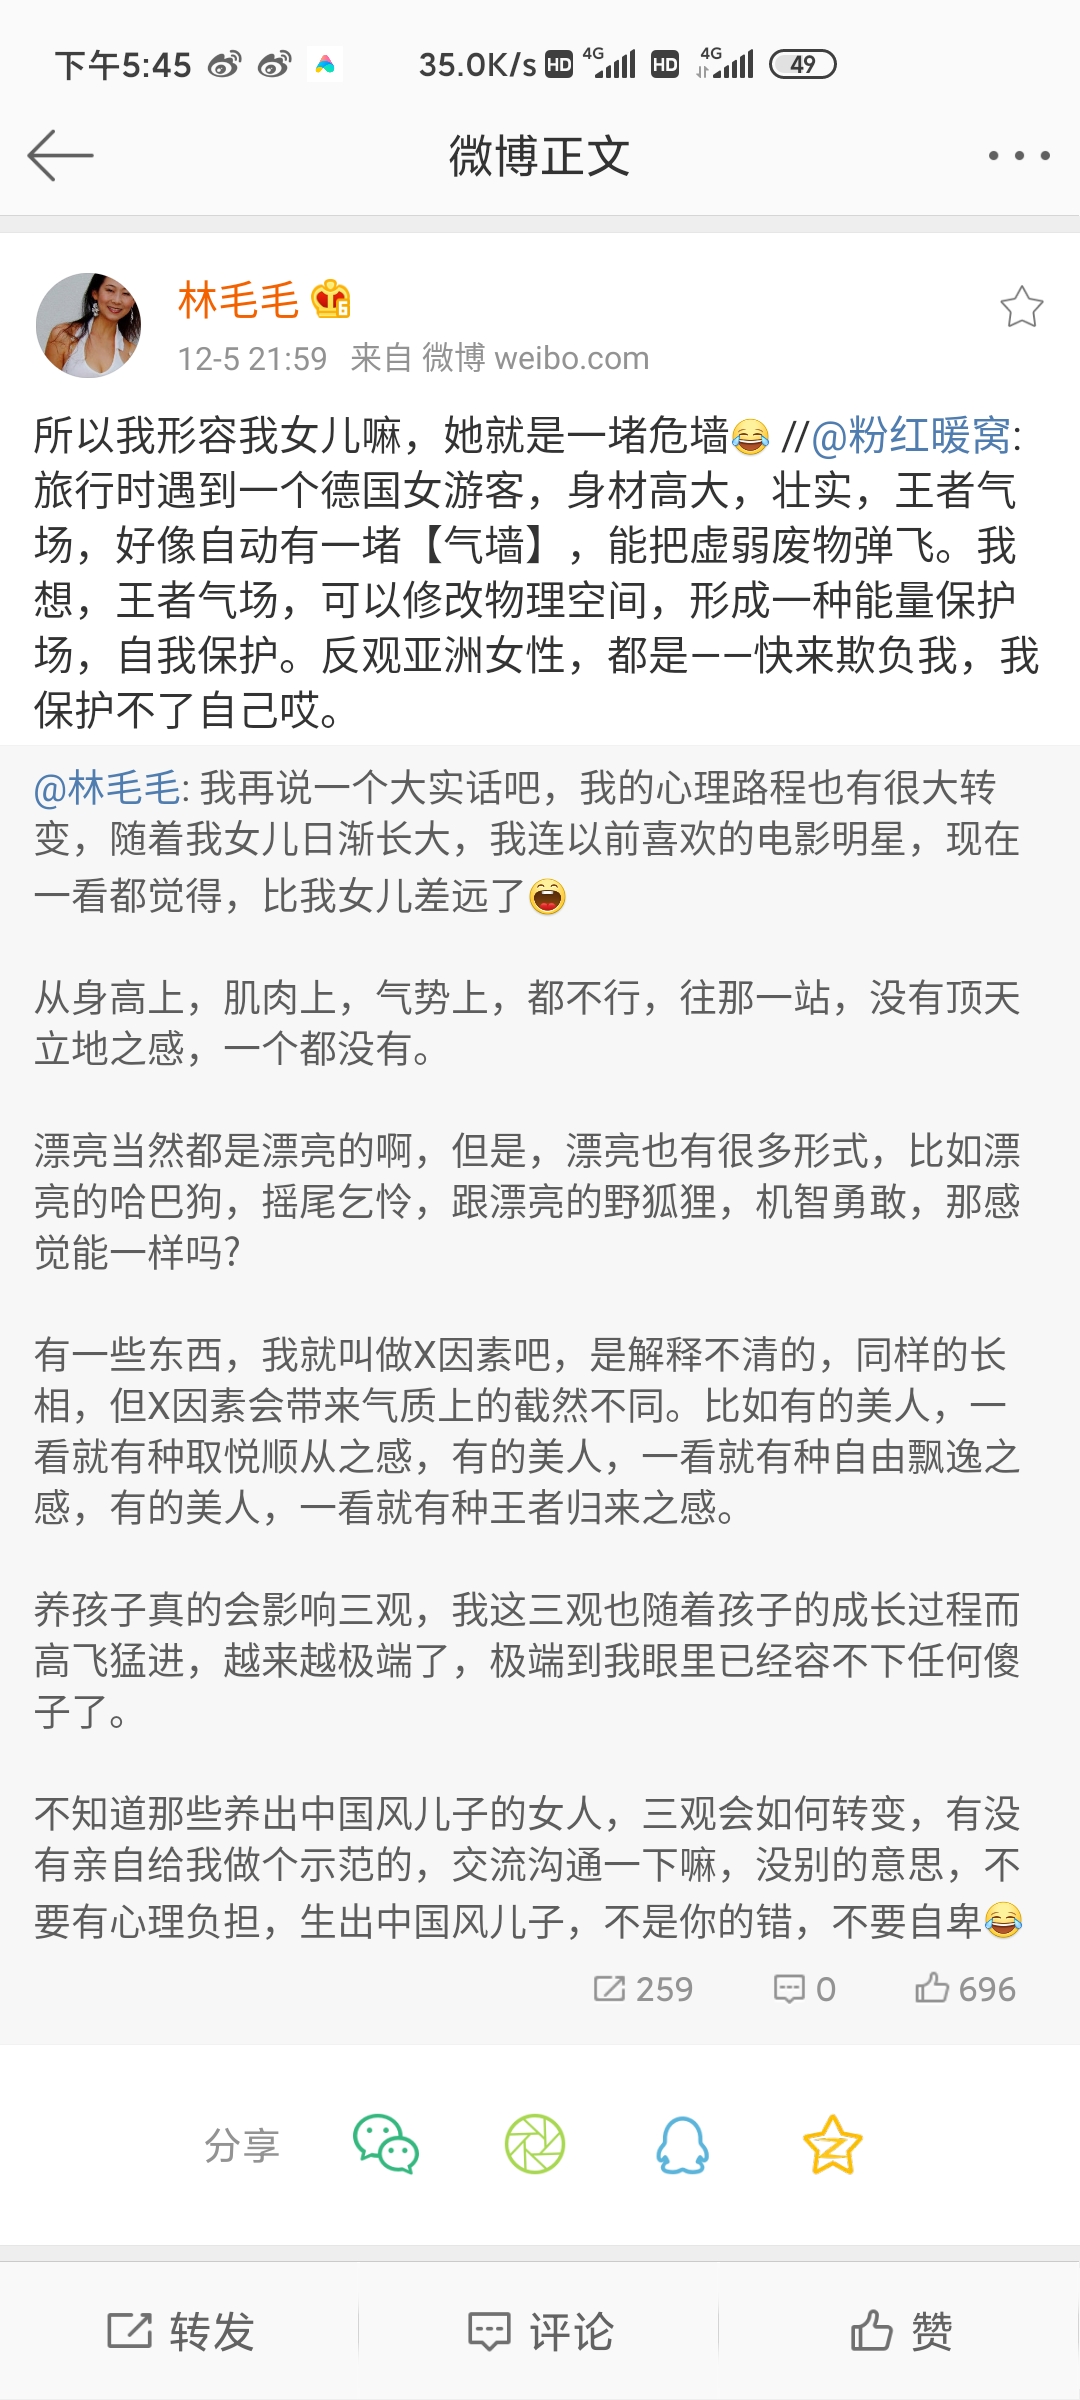 下午5:45 35.0K/s HD 4G HD 4G 49
微博正文
林毛毛 6
12-5 21:59 来自 微博 weibo.com
所以我形容我女儿嘛，她就是一堵危墙😂 //@粉红暖窝:
旅行时遇到一个德国女游客，身材高大，壮实，王者气
场，好像自动有一堵【气墙】，能把虚弱废物弹飞。我
想，王者气场，可以修改物理空间，形成一种能量保护
场，自我保护。反观亚洲女性，都是——快来欺负我，我
保护不了自己哎。
@林毛毛: 我再说一个大实话吧，我的心理路程也有很大转
变，随着我女儿日渐长大，我连以前喜欢的电影明星，现在
一看都觉得，比我女儿差远了😄
从身高上，肌肉上，气势上，都不行，往那一站，没有顶天
立地之感，一个都没有。
漂亮当然都是漂亮的啊，但是，漂亮也有很多形式，比如漂
亮的哈巴狗，摇尾乞怜，跟漂亮的野狐狸，机智勇敢，那感
觉能一样吗?
有一些东西，我就叫做X因素吧，是解释不清的，同样的长
相，但X因素会带来气质上的截然不同。比如有的美人，一
看就有种取悦顺从之感，有的美人，一看就有种自由飘逸之
感，有的美人，一看就有种王者归来之感。
养孩子真的会影响三观，我这三观也随着孩子的成长过程而
高飞猛进，越来越极端了，极端到我眼里已经容不下任何傻
子了。
不知道那些养出中国风儿子的女人，三观会如何转变，有没
有亲自给我做个示范的，交流沟通一下嘛，没别的意思，不
要有心理负担，生出中国风儿子，不是你的错，不要自卑😂
259 0 696
分享
转发 评论 赞